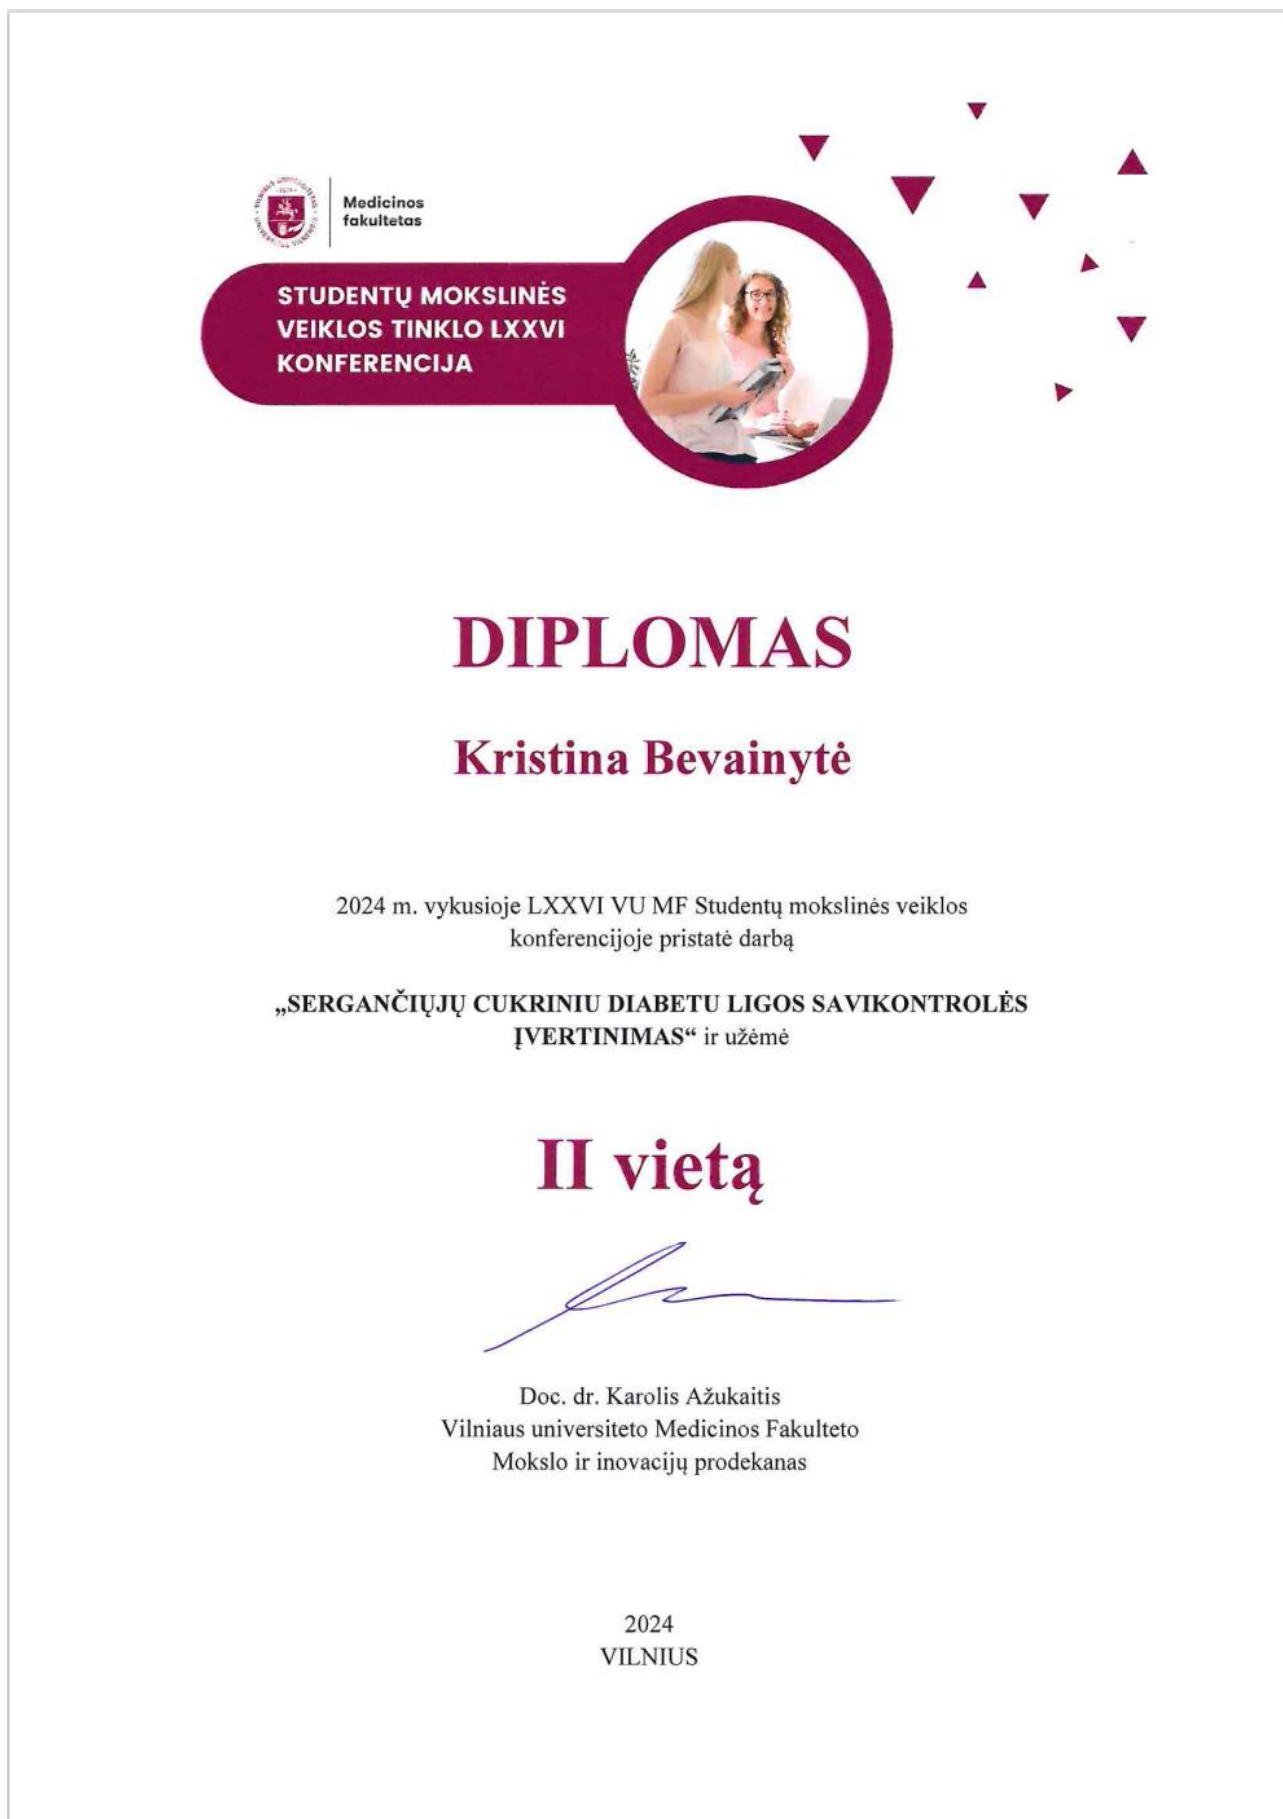 Medicinos
fakultetas
STUDENTŲ MOKSLINĖS
VEIKLOS TINKLO LXXVI
KONFERENCIJA
DIPLOMAS
Kristina Bevainytė
2024 m. vykusioje LXXVI VU MF Studentų mokslinės veiklos
konferencijoje pristatė darbą
„SERGANČIŲJŲ CUKRINIU DIABETU LIGOS SAVIKONTROLĖS
ĮVERTINIMAS“ ir užėmė
II vietą
Doc. dr. Karolis Ažukaitis
Vilniaus universiteto Medicinos Fakulteto
Mokslo ir inovacijų prodekanas
2024
VILNIUS